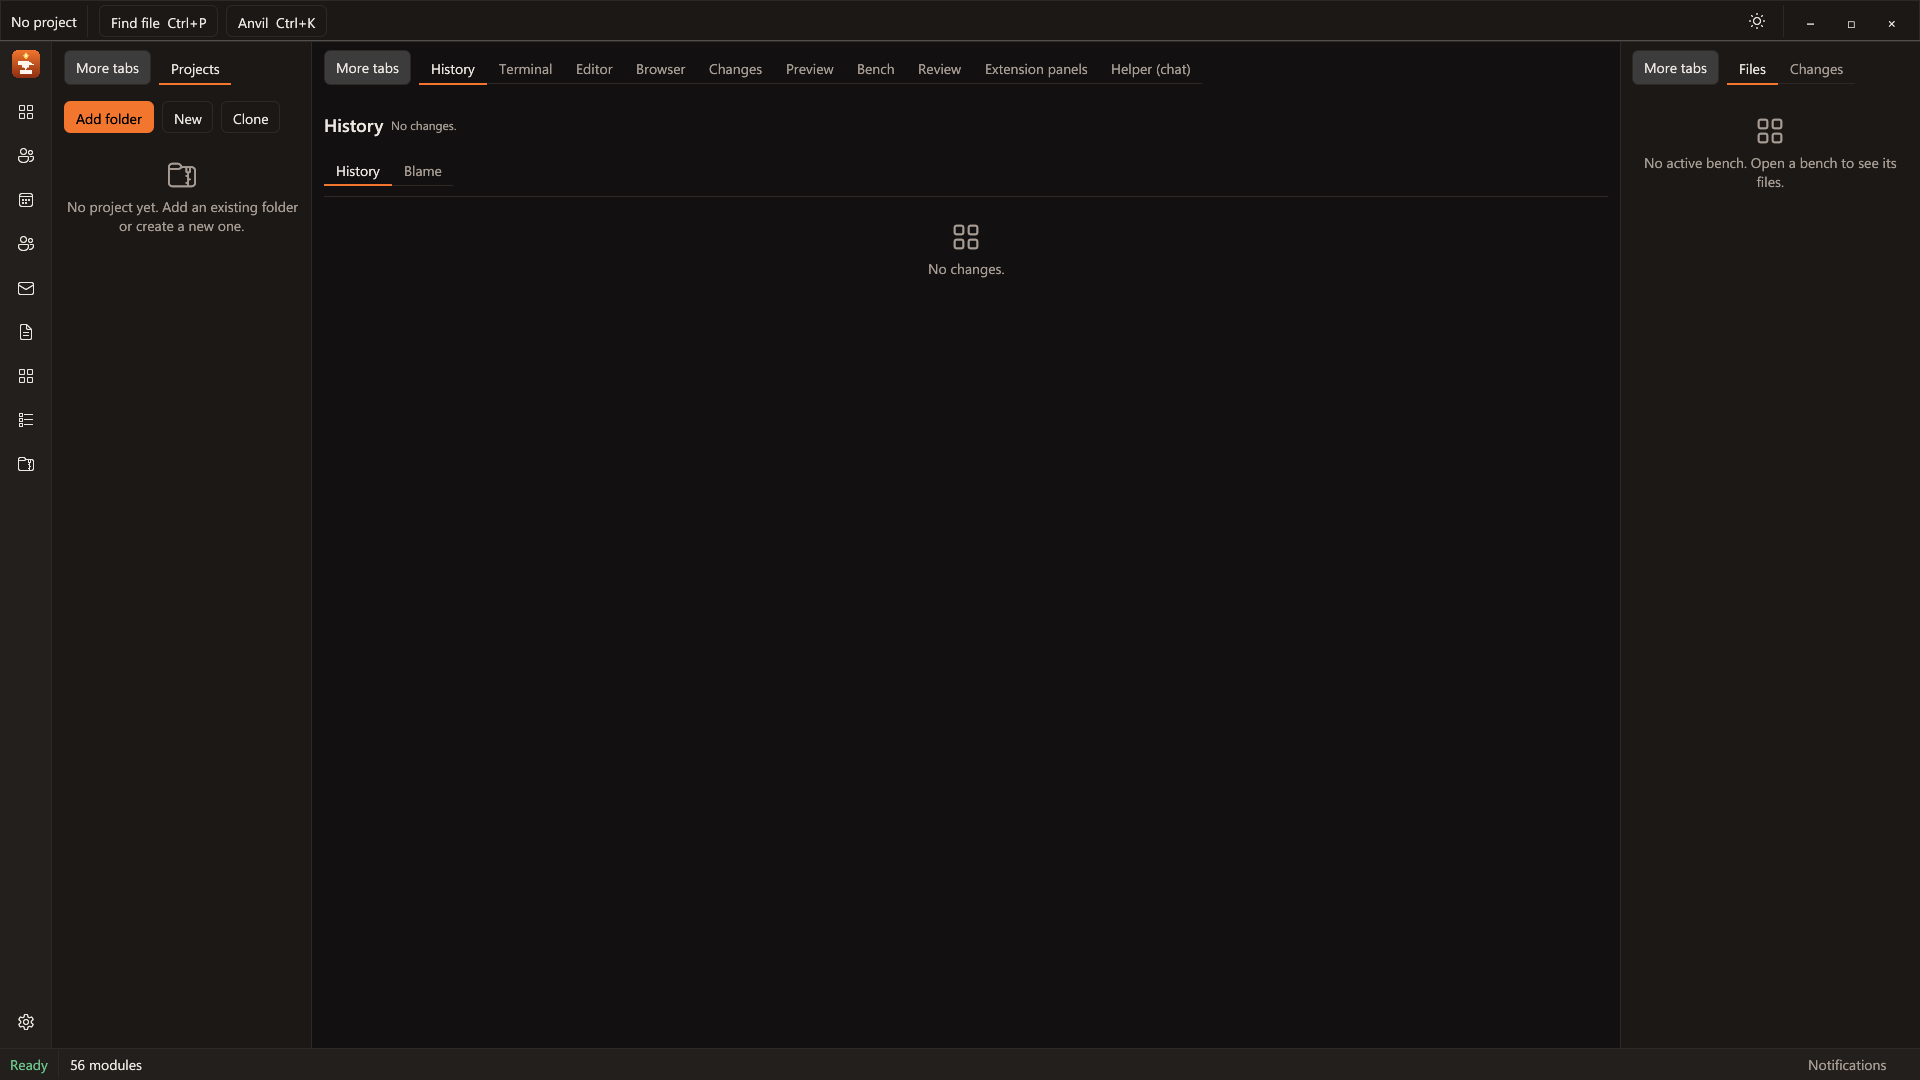 No project
Find file Ctrl+P
Anvil Ctrl+K
More tabs
Projects
Add folder
New
Clone
No project yet. Add an existing folder
or create a new one.
More tabs
History
Terminal
Editor
Browser
Changes
Preview
Bench
Review
Extension panels
Helper (chat)
History No changes.
History
Blame
No changes.
More tabs
Files
Changes
No active bench. Open a bench to see its
files.
Ready
56 modules
Notifications